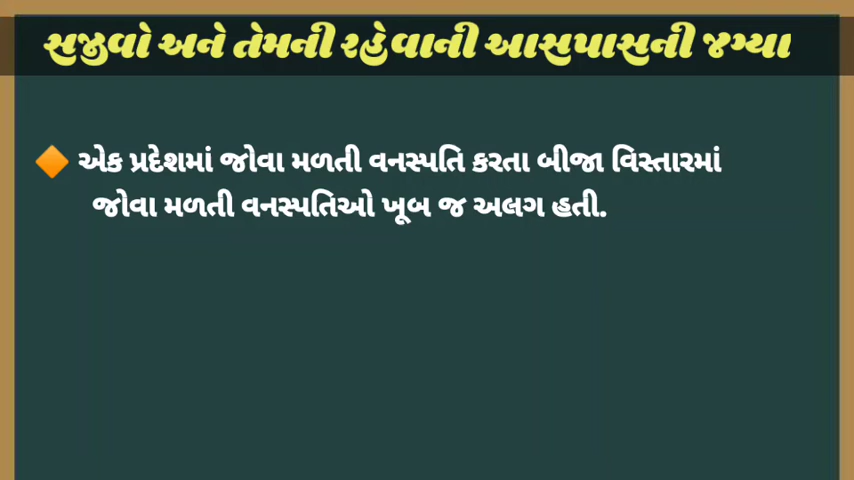 સજીવો અને તેમની રહેવાની આસપાસની જગ્યા
એક પ્રદેશમાં જોવા મળતી વનસ્પતિ કરતા બીજા વિસ્તારમાં
જોવા મળતી વનસ્પતિઓ ખૂબ જ અલગ હતી.